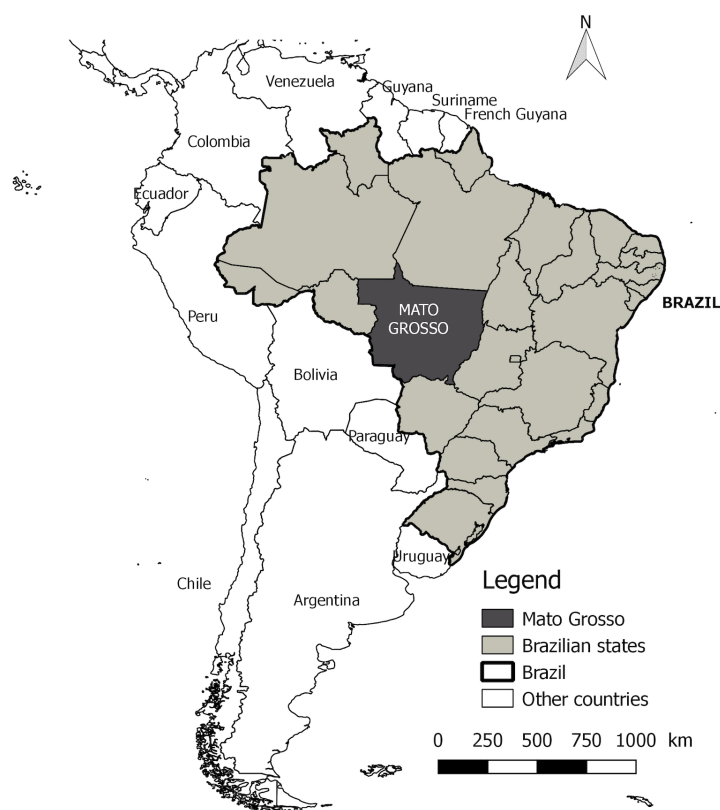 N
Venezuela
Guyana
Suriname
French Guyana
Colombia
Ecuador
BRAZIL
MATO
GROSSO
Peru
Bolivia
Paraguay
Uruguay
Chile
Argentina
Legend
Mato Grosso
Brazilian states
Brazil
Other countries
0 250 500 750 1000 km